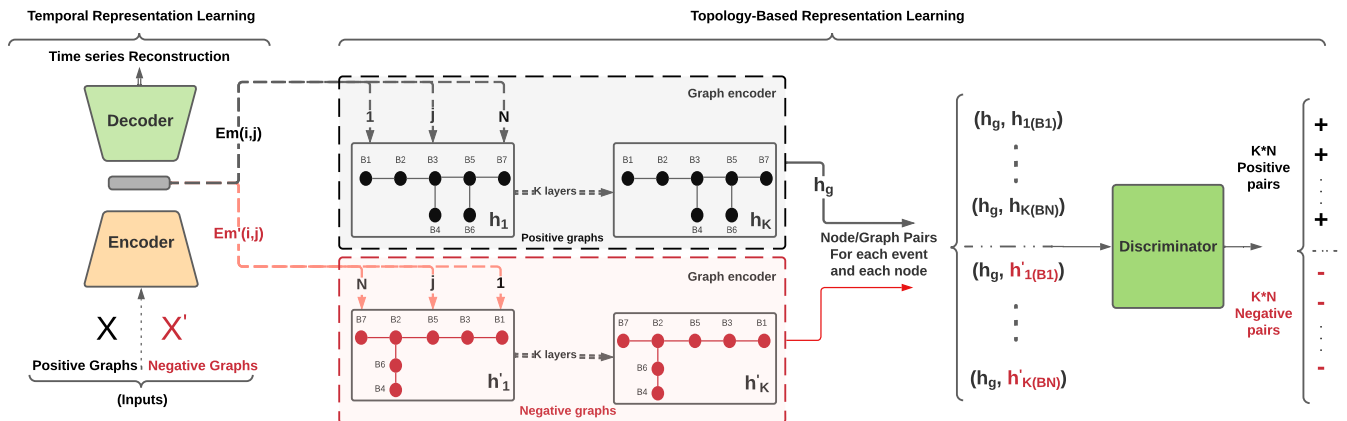 Temporal Representation Learning
Topology-Based Representation Learning
Time series Reconstruction
Decoder
Em(i,j)
Encoder
Em'(i,j)
X
X'
Positive Graphs
Negative Graphs
(Inputs)
Graph encoder
1
j
N
B1
B2
B3
B5
B7
B4
B6
h1
K layers
B1
B2
B3
B5
B7
B4
B6
hK
Positive graphs
hg
Graph encoder
N
j
1
B7
B2
B5
B3
B1
B6
B4
h'1
K layers
B7
B2
B5
B3
B1
B6
B4
h'K
Negative graphs
Node/Graph Pairs
For each event
and each node
(hg, h1(B1))
(hg, hK(BN))
(hg, h'1(B1))
(hg, h'K(BN))
Discriminator
K*N
Positive
pairs
K*N
Negative
pairs
+
+
+
-
-
-